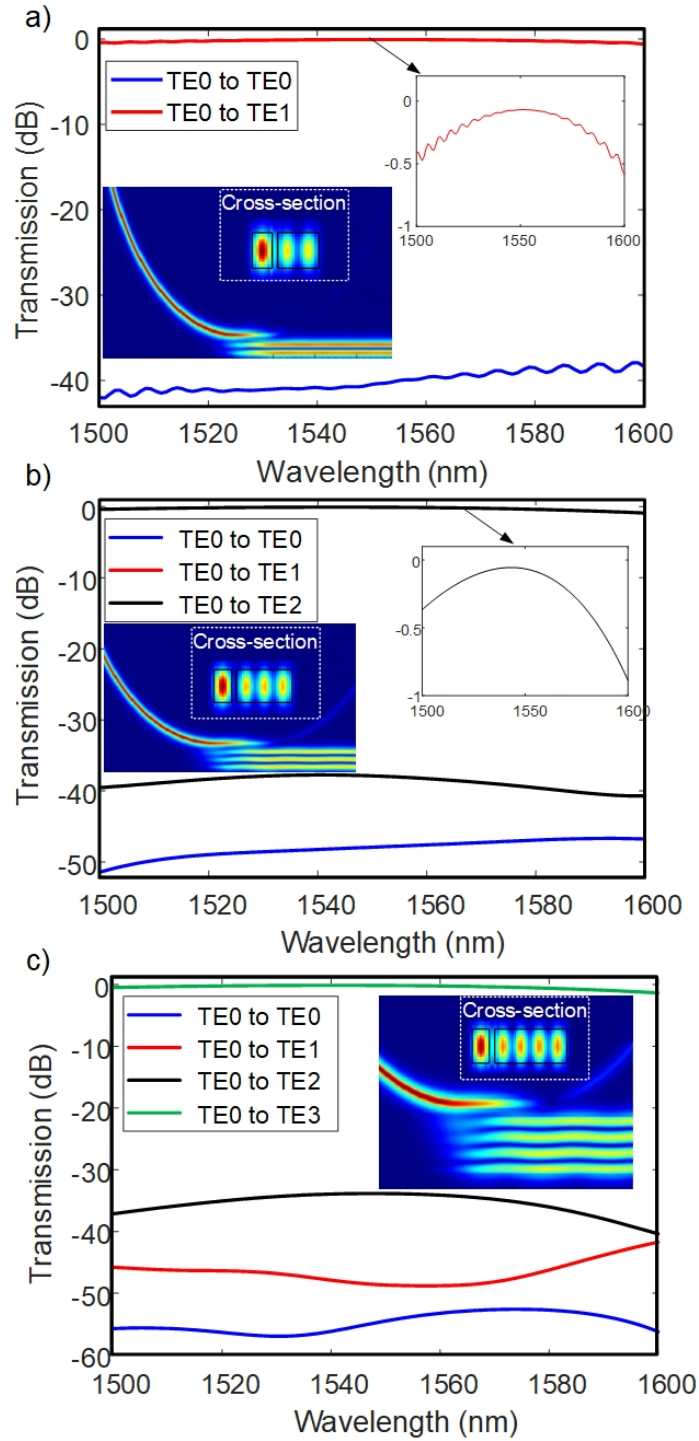 a)
0
-10
-20
-30
-40
Transmission (dB)
TE0 to TE0
TE0 to TE1
0
-0.5
-1
1500 1550 1600
Cross-section
1500 1520 1540 1560 1580 1600
Wavelength (nm)
b)
0
-10
-20
-30
-40
-50
Transmission (dB)
TE0 to TE0
TE0 to TE1
TE0 to TE2
0
-0.5
-1
1500 1550 1600
Cross-section
1500 1520 1540 1560 1580 1600
Wavelength (nm)
c)
0
-10
-20
-30
-40
-50
-60
Transmission (dB)
TE0 to TE0
TE0 to TE1
TE0 to TE2
TE0 to TE3
Cross-section
1500 1520 1540 1560 1580 1600
Wavelength (nm)